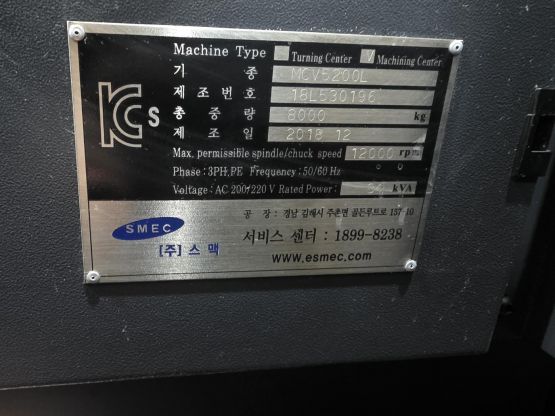 Machine Type Turning Center V Machining Center
기 종 MCV5200L
제조번호 18L530196
총 중 량 8000 kg
제 조 일 2018.12
Max. permissible spindle/chuck speed 12000 rpm
Phase : 3PH,PE Frequency : 50/60 Hz
Voltage : AC 200/220 V Rated Power : kVA
KCs
SMEC
[주] 스 맥
공 장 : 경남 김해시 주촌면 골든루트로 157-10
서비스 센터 : 1899-8238
www.esmec.com